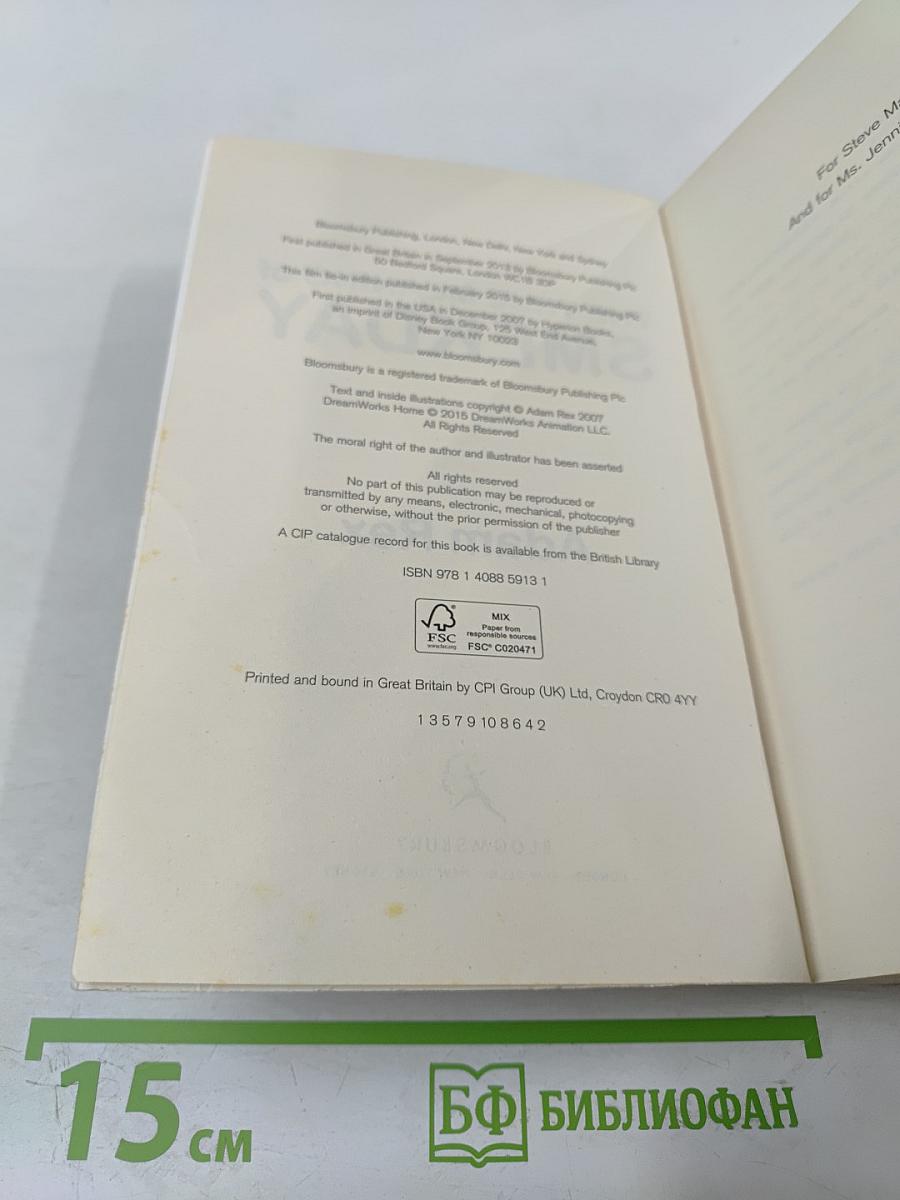 Bloomsbury Publishing, London, New Delhi, New York and Sydney
First published in Great Britain in September 2013 by Bloomsbury Publishing Plc
50 Bedford Square, London WC1B 3DP
This film tie-in edition published in February 2015 by Bloomsbury Publishing Plc
First published in the USA in December 2007 by Hyperion Books,
an imprint of Disney Book Group, 125 West End Avenue,
New York NY 10023
www.bloomsbury.com
Bloomsbury is a registered trademark of Bloomsbury Publishing Plc
Text and inside illustrations copyright © Adam Rex 2007
DreamWorks Home © 2015 DreamWorks Animation LLC.
All Rights Reserved
The moral right of the author and illustrator has been asserted
All rights reserved
No part of this publication may be reproduced or
transmitted by any means, electronic, mechanical, photocopying
or otherwise, without the prior permission of the publisher
A CIP catalogue record for this book is available from the British Library
ISBN 978 1 4088 5913 1
FSC
www.fsc.org
MIX
Paper from
responsible sources
FSC® C020471
Printed and bound in Great Britain by CPI Group (UK) Ltd, Croydon CR0 4YY
1 3 5 7 9 10 8 6 4 2
For Steve
And for Ms.
15 см
БФ БИБЛИОФАН